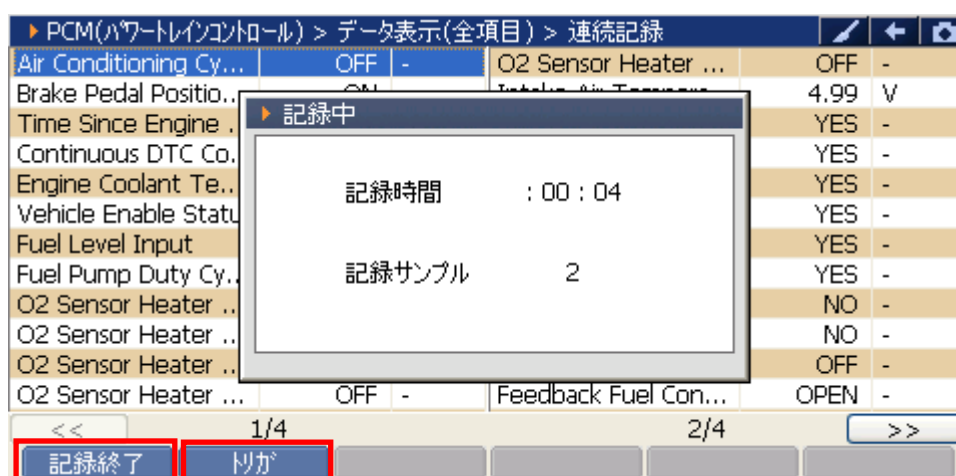 PCM(パワートレインコントロール) > データ表示(全項目) > 連続記録
Air Conditioning Cy... OFF - O2 Sensor Heater ... OFF -
Brake Pedal Positio... ON 4.99 V
Time Since Engine . YES -
Continuous DTC Co. YES -
Engine Coolant Te.. YES -
Vehicle Enable Statu YES -
Fuel Level Input YES -
Fuel Pump Duty Cy.. YES -
O2 Sensor Heater .. NO -
O2 Sensor Heater ... NO -
O2 Sensor Heater .. OFF -
O2 Sensor Heater ... OFF - Feedback Fuel Con... OPEN -
記録中
記録時間 : 00 : 04
記録サンプル 2
<< 1/4 2/4 >>
記録終了 トリガ